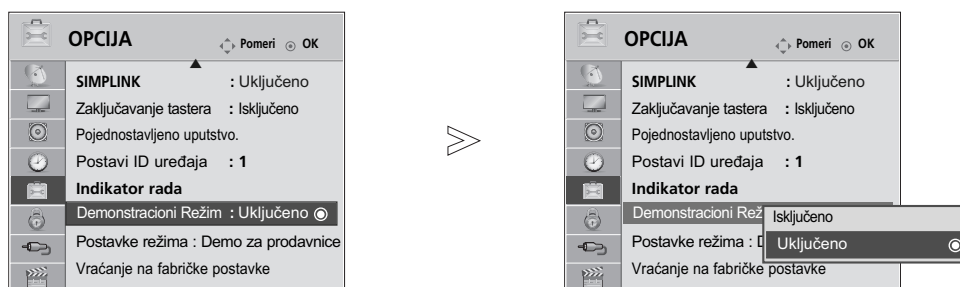 OPCIJA Pomeri OK
SIMPLINK : Uključeno
Zaključavanje tastera : Isključeno
Pojednostavljeno uputstvo.
Postavi ID uređaja : 1
Indikator rada
Demonstracioni Režim : Uključeno
Postavke režima : Demo za prodavnice
Vraćanje na fabričke postavke
OPCIJA Pomeri OK
SIMPLINK : Uključeno
Zaključavanje tastera : Isključeno
Pojednostavljeno uputstvo.
Postavi ID uređaja : 1
Indikator rada
Demonstracioni Rež
Isključeno
Postavke režima :
Uključeno
Vraćanje na fabričke postavke